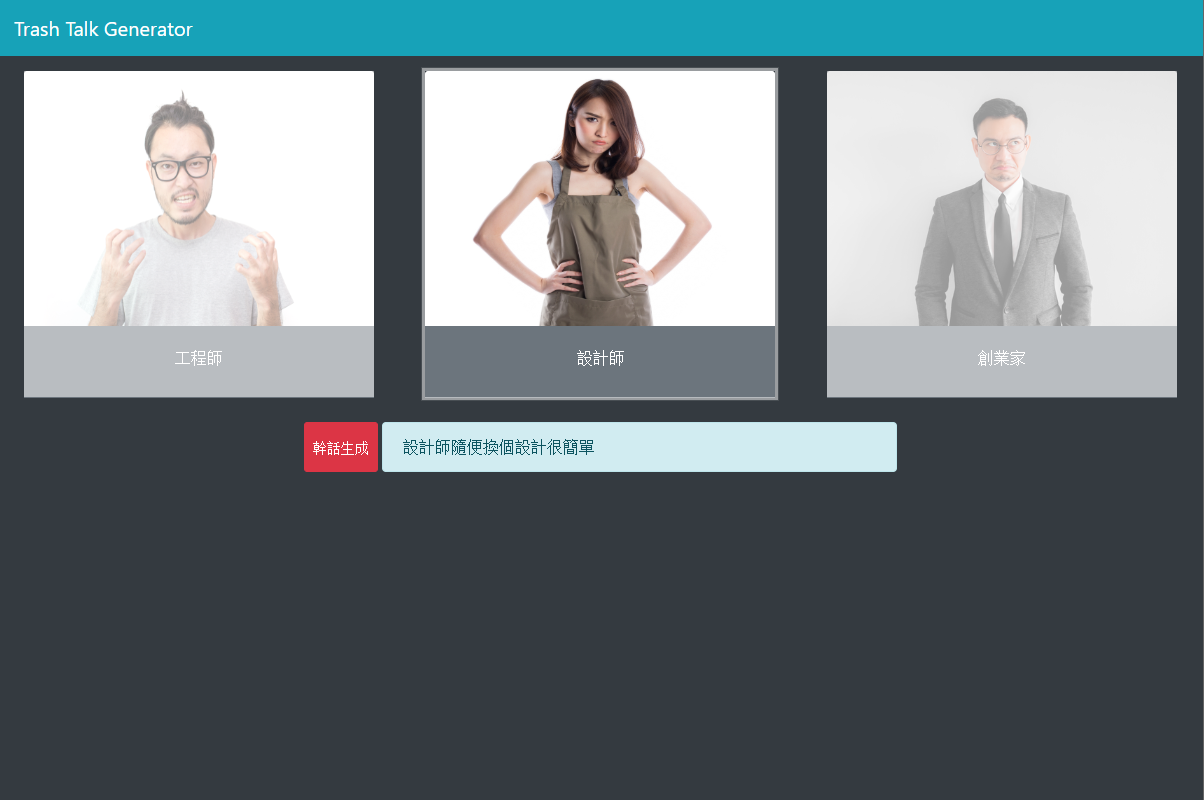 Trash Talk Generator
工程師
設計師
創業家
幹話生成
設計師隨便換個設計很簡單